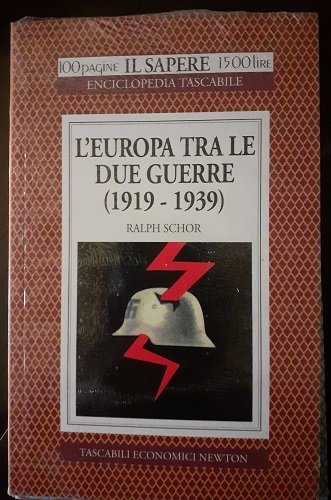 100 pagine IL SAPERE 1500 lire
ENCICLOPEDIA TASCABILE
L'EUROPA TRA LE
DUE GUERRE
(1919 - 1939)
RALPH SCHOR
TASCABILI ECONOMICI NEWTON